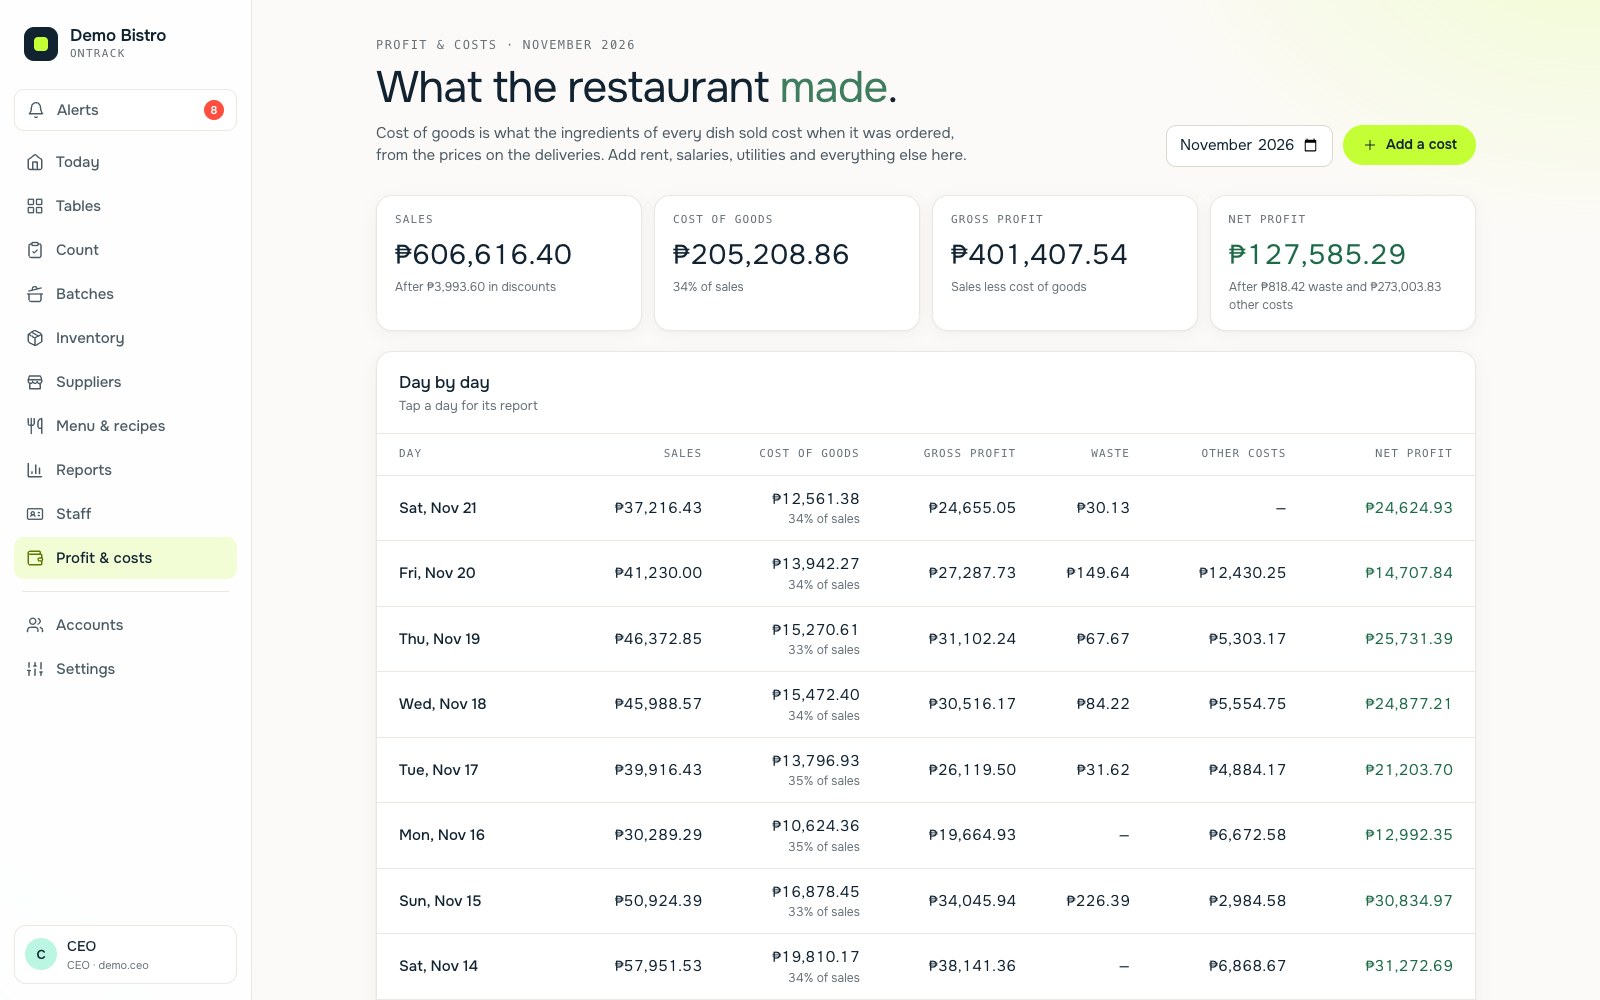 Demo Bistro
ONTRACK
Alerts
8
Today
Tables
Count
Batches
Inventory
Suppliers
Menu & recipes
Reports
Staff
Profit & costs
Accounts
Settings
C
CEO
CEO · demo.ceo
PROFIT & COSTS · NOVEMBER 2026
What the restaurant made.
Cost of goods is what the ingredients of every dish sold cost when it was ordered,
from the prices on the deliveries. Add rent, salaries, utilities and everything else here.
November 2026
+ Add a cost
SALES
₱606,616.40
After ₱3,993.60 in discounts
COST OF GOODS
₱205,208.86
34% of sales
GROSS PROFIT
₱401,407.54
Sales less cost of goods
NET PROFIT
₱127,585.29
After ₱818.42 waste and ₱273,003.83
other costs
Day by day
Tap a day for its report
DAY SALES COST OF GOODS GROSS PROFIT WASTE OTHER COSTS NET PROFIT
Sat, Nov 21 ₱37,216.43 ₱12,561.38 ₱24,655.05 ₱30.13 — ₱24,624.93
34% of sales
Fri, Nov 20 ₱41,230.00 ₱13,942.27 ₱27,287.73 ₱149.64 ₱12,430.25 ₱14,707.84
34% of sales
Thu, Nov 19 ₱46,372.85 ₱15,270.61 ₱31,102.24 ₱67.67 ₱5,303.17 ₱25,731.39
33% of sales
Wed, Nov 18 ₱45,988.57 ₱15,472.40 ₱30,516.17 ₱84.22 ₱5,554.75 ₱24,877.21
34% of sales
Tue, Nov 17 ₱39,916.43 ₱13,796.93 ₱26,119.50 ₱31.62 ₱4,884.17 ₱21,203.70
35% of sales
Mon, Nov 16 ₱30,289.29 ₱10,624.36 ₱19,664.93 — ₱6,672.58 ₱12,992.35
35% of sales
Sun, Nov 15 ₱50,924.39 ₱16,878.45 ₱34,045.94 ₱226.39 ₱2,984.58 ₱30,834.97
33% of sales
Sat, Nov 14 ₱57,951.53 ₱19,810.17 ₱38,141.36 — ₱6,868.67 ₱31,272.69
34% of sales